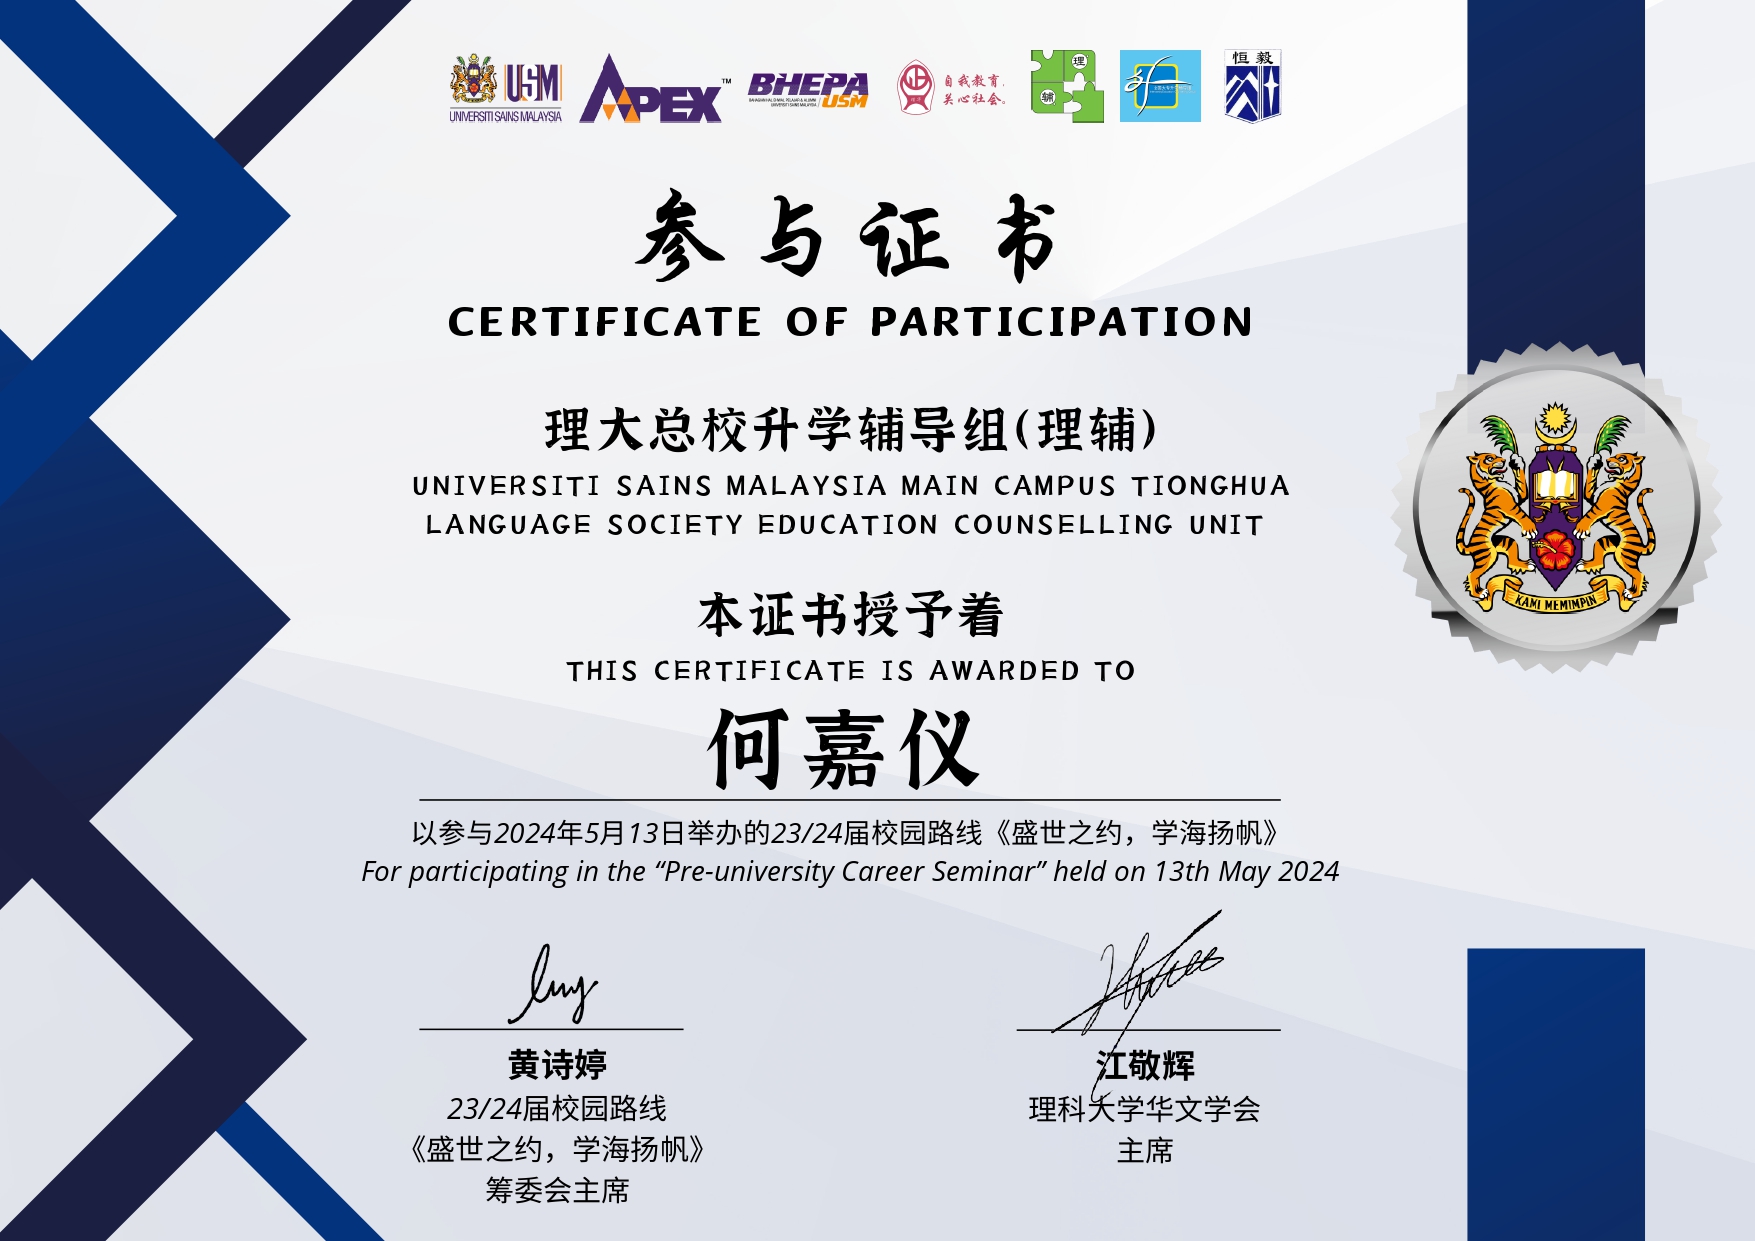 USM
UNIVERSITI SAINS MALAYSIA
APEX™
BHEPA
USM
自我教育.
关心社会。
理
辅
恒毅
参与证书
CERTIFICATE OF PARTICIPATION
理大总校升学辅导组(理辅)
UNIVERSITI SAINS MALAYSIA MAIN CAMPUS TIONGHUA
LANGUAGE SOCIETY EDUCATION COUNSELLING UNIT
KAMI MEMIMPIN
本证书授予着
THIS CERTIFICATE IS AWARDED TO
何嘉仪
以参与2024年5月13日举办的23/24届校园路线《盛世之约，学海扬帆》
For participating in the “Pre-university Career Seminar” held on 13th May 2024
黄诗婷
23/24届校园路线
《盛世之约，学海扬帆》
筹委会主席
江敬辉
理科大学华文学会
主席